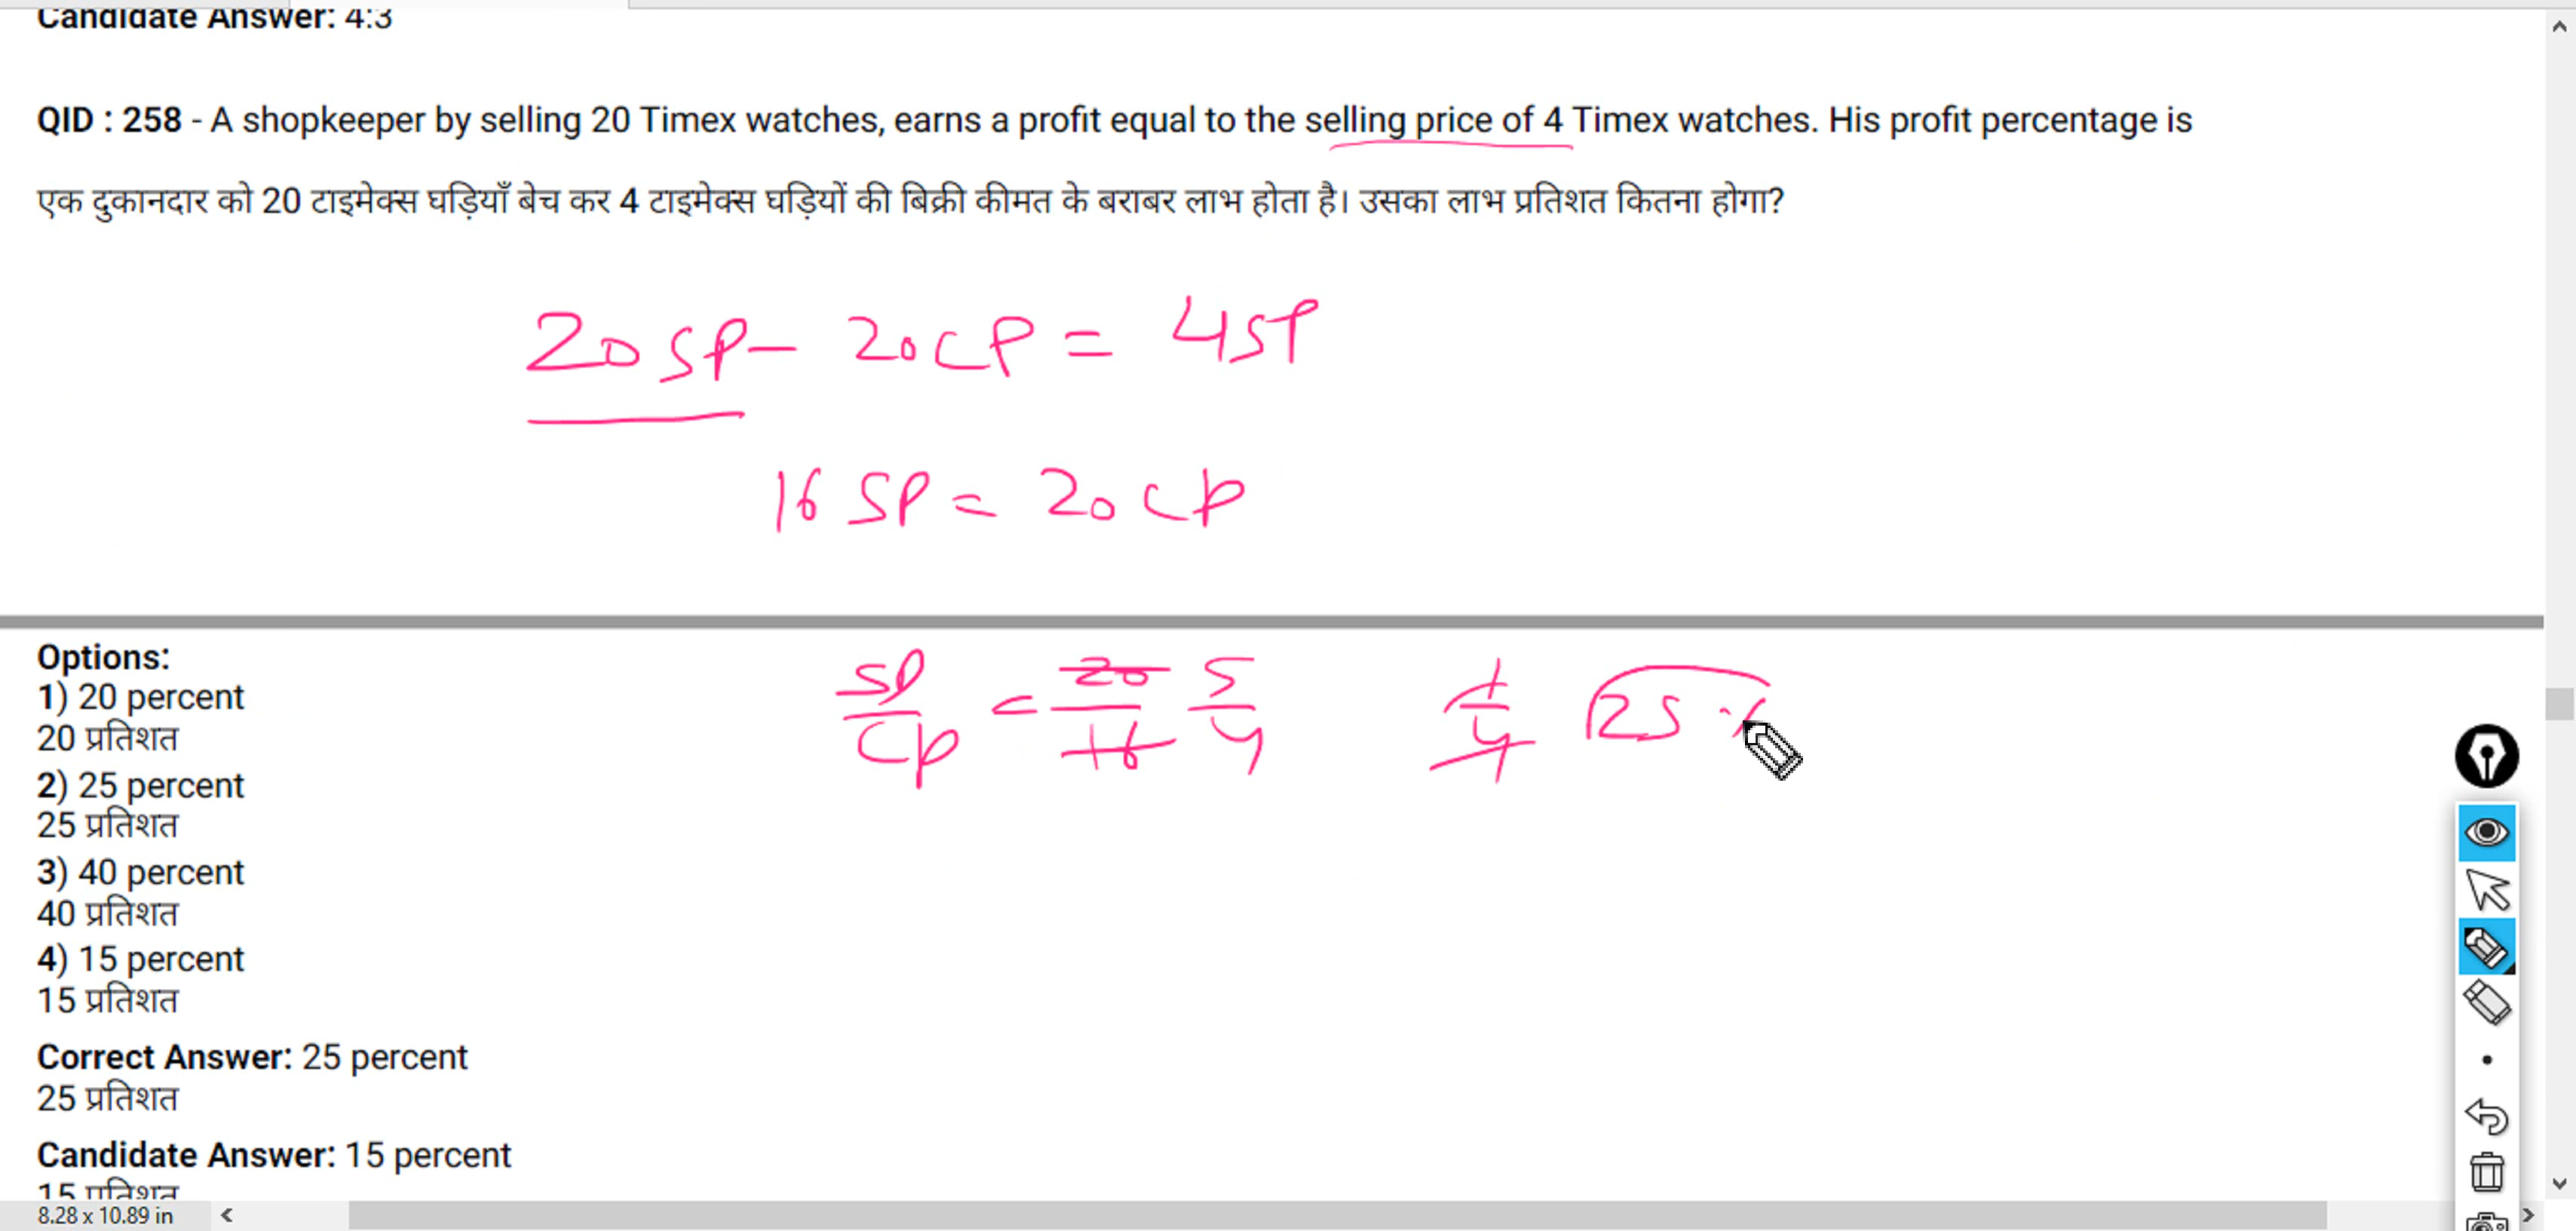 Candidate Answer: 4:3
QID : 258 - A shopkeeper by selling 20 Timex watches, earns a profit equal to the selling price of 4 Timex watches. His profit percentage is
एक दुकानदार को 20 टाइमेक्स घड़ियाँ बेच कर 4 टाइमेक्स घड़ियों की बिक्री कीमत के बराबर लाभ होता है। उसका लाभ प्रतिशत कितना होगा?
20 SP - 20 CP = 4 SP
16 SP = 20 CP
SP/CP = 20/16 5/4 1/4 25 %
Options:
1) 20 percent
20 प्रतिशत
2) 25 percent
25 प्रतिशत
3) 40 percent
40 प्रतिशत
4) 15 percent
15 प्रतिशत
Correct Answer: 25 percent
25 प्रतिशत
Candidate Answer: 15 percent
15 प्रतिशत
8.28 x 10.89 in